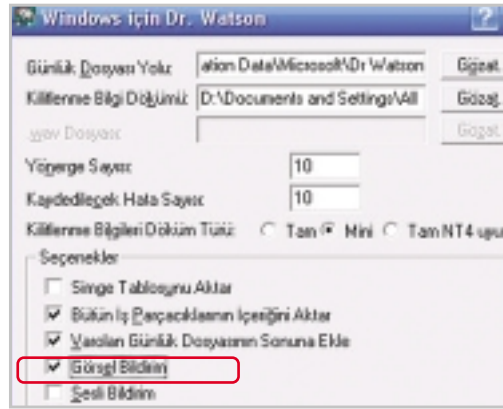 Windows için Dr. Watson
Günlük Dosyası Yolu: ation Data\Microsoft\Dr Watson Gözat
Kilitlenme Bilgi Dökümü: D:\Documents and Settings\All Gözat
.wav Dosyası: Gözat
Yönerge Sayısı: 10
Kaydedilecek Hata Sayısı: 10
Kilitlenme Bilgileri Döküm Türü: Tam Mini Tam NT4 uyu
Seçenekler
Simge Tablosunu Aktar
Bütün İş Parçacıklarının İçeriğini Aktar
Varolan Günlük Dosyasının Sonuna Ekle
Görsel Bildirim
Sesli Bildirim